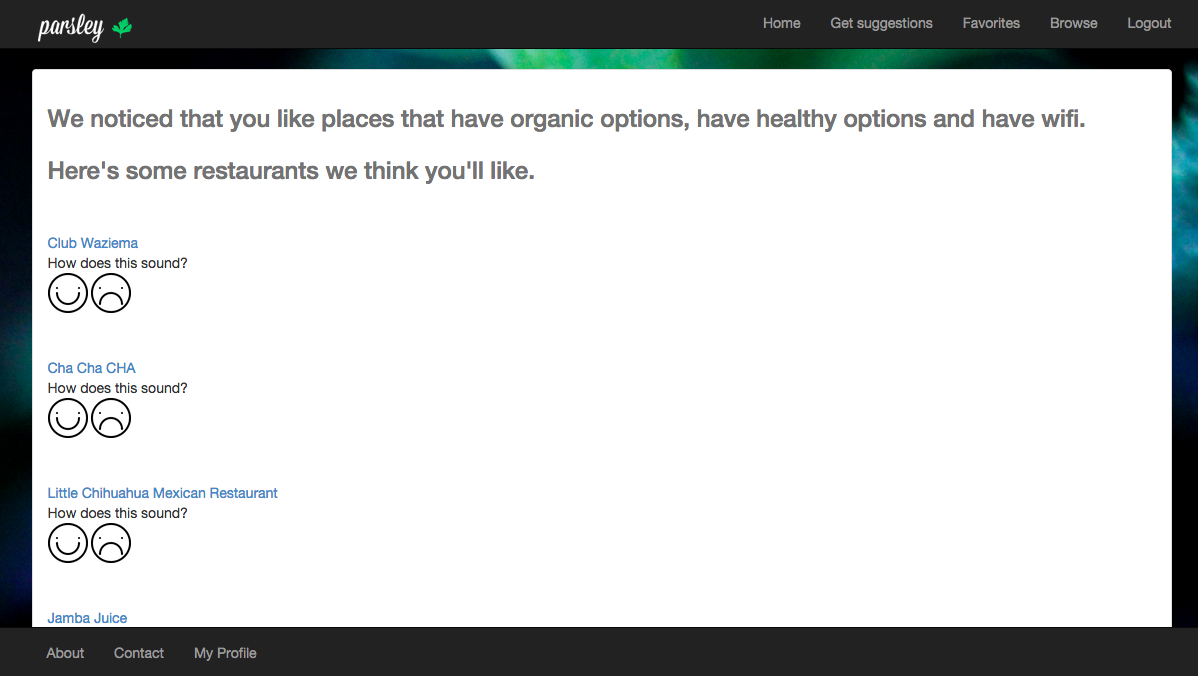 parsley
Home Get suggestions Favorites Browse Logout
We noticed that you like places that have organic options, have healthy options and have wifi.
Here's some restaurants we think you'll like.
Club Waziema
How does this sound?
Cha Cha CHA
How does this sound?
Little Chihuahua Mexican Restaurant
How does this sound?
Jamba Juice
About Contact My Profile